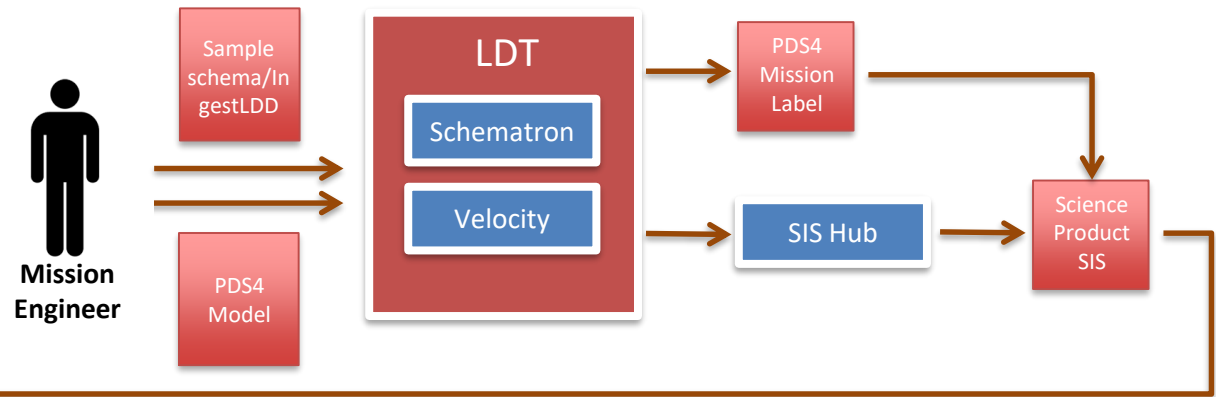 Sample
schema/In
gestLDD
Mission
Engineer
PDS4
Model
LDT
Schematron
Velocity
PDS4
Mission
Label
SIS Hub
Science
Product
SIS